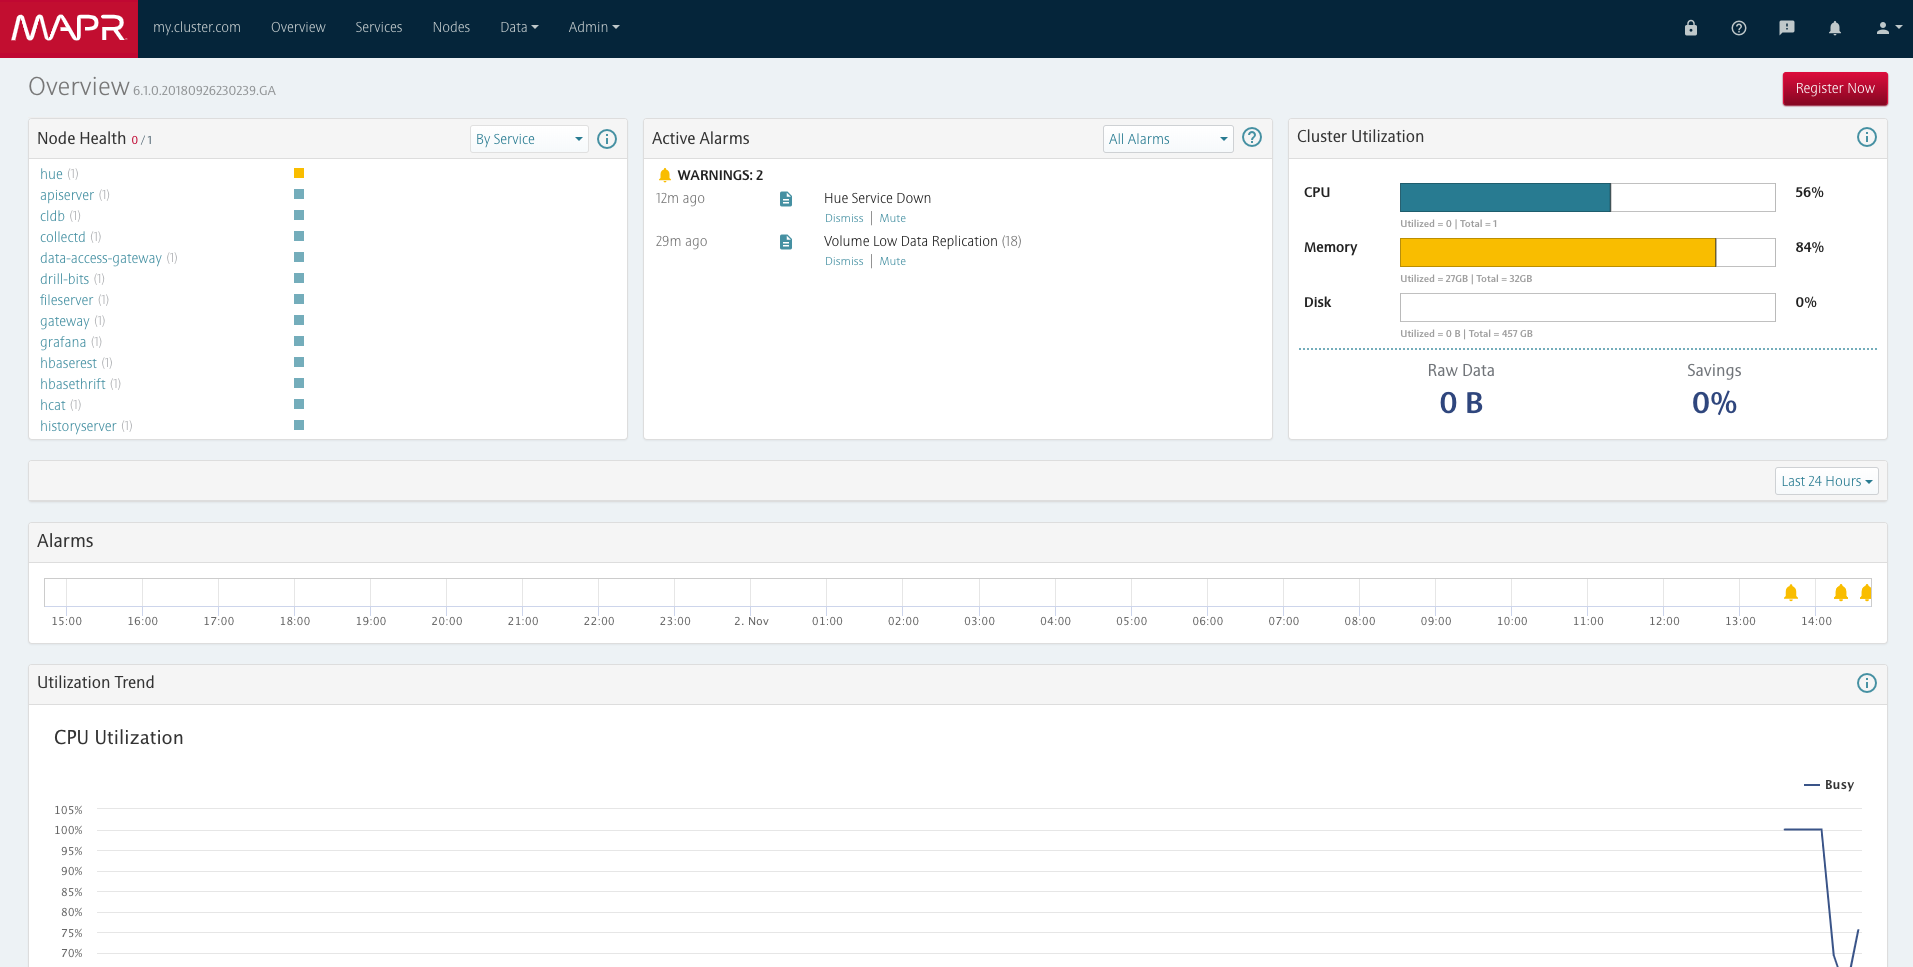 MAPR my.cluster.com Overview Services Nodes Data Admin
Overview 6.1.0.20180926230239.GA
Register Now
Node Health 0 / 1
By Service
hue (1)
apiserver (1)
cldb (1)
collectd (1)
data-access-gateway (1)
drill-bits (1)
fileserver (1)
gateway (1)
grafana (1)
hbaserest (1)
hbasethrift (1)
hcat (1)
historyserver (1)
Active Alarms
All Alarms
WARNINGS: 2
12m ago Hue Service Down
Dismiss | Mute
29m ago Volume Low Data Replication (18)
Dismiss | Mute
Cluster Utilization
CPU 56%
Utilized = 0 | Total = 1
Memory 84%
Utilized = 27GB | Total = 32GB
Disk 0%
Utilized = 0 B | Total = 457 GB
Raw Data Savings
0 B 0%
Last 24 Hours
Alarms
15:00 16:00 17:00 18:00 19:00 20:00 21:00 22:00 23:00 2. Nov 01:00 02:00 03:00 04:00 05:00 06:00 07:00 08:00 09:00 10:00 11:00 12:00 13:00 14:00
Utilization Trend
CPU Utilization
Busy
105%
100%
95%
90%
85%
80%
75%
70%